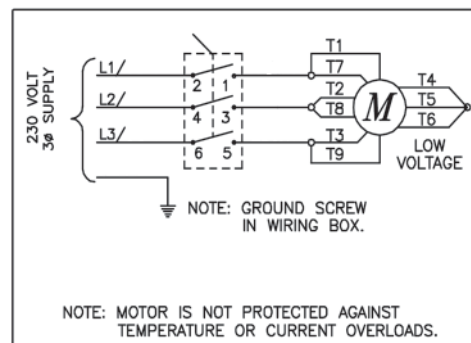 230 VOLT
3ø SUPPLY
L1/
L2/
L3/
2 1
4 3
6 5
T1
T7
T2
T8
T3
T9
M
T4
T5
T6
LOW
VOLTAGE
NOTE: GROUND SCREW
IN WIRING BOX.
NOTE: MOTOR IS NOT PROTECTED AGAINST
TEMPERATURE OR CURRENT OVERLOADS.